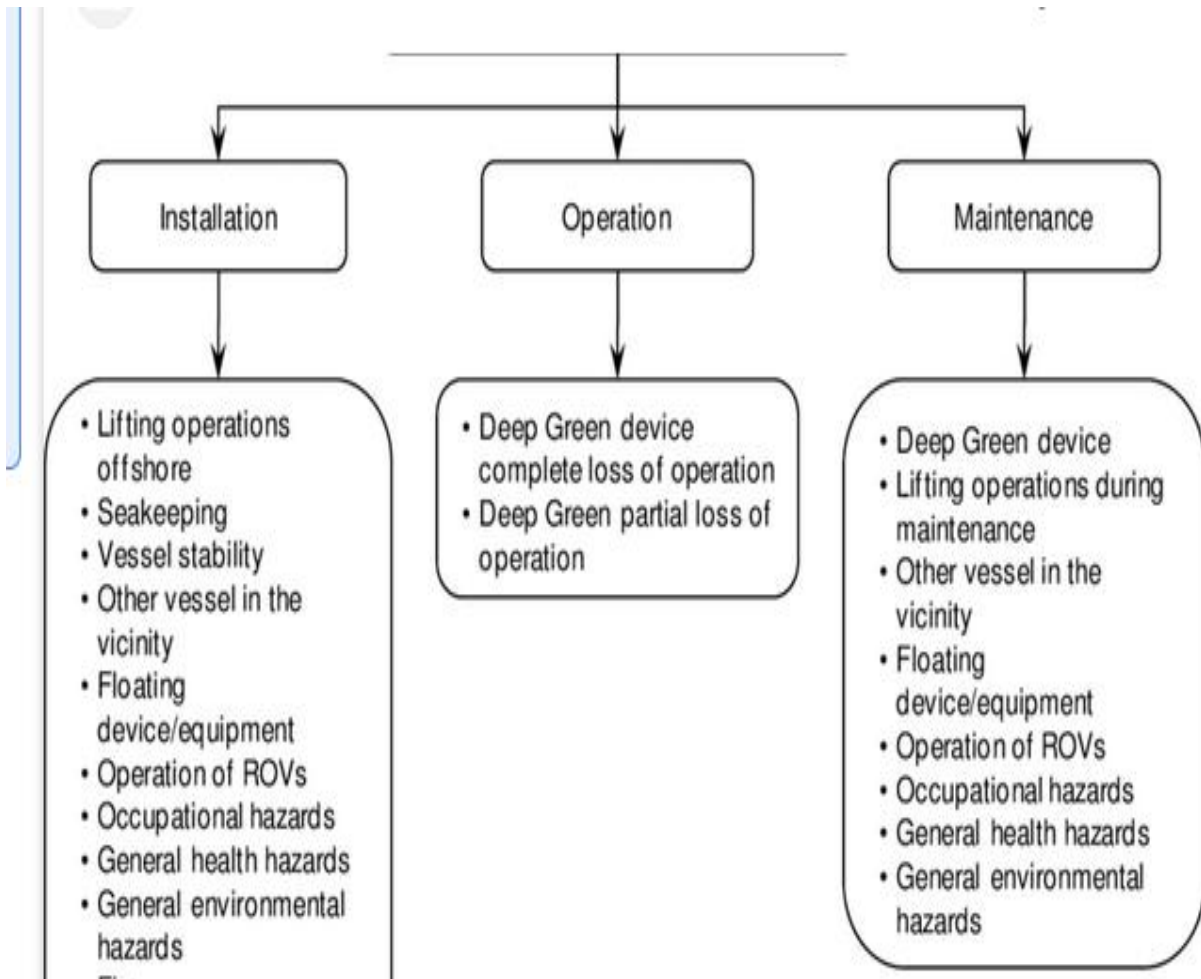 Installation
Operation
Maintenance
• Lifting operations
offshore
• Seakeeping
• Vessel stability
• Other vessel in the
vicinity
• Floating
device/equipment
• Operation of ROVs
• Occupational hazards
• General health hazards
• General environmental
hazards
• Deep Green device
complete loss of operation
• Deep Green partial loss of
operation
• Deep Green device
• Lifting operations during
maintenance
• Other vessel in the
vicinity
• Floating
device/equipment
• Operation of ROVs
• Occupational hazards
• General health hazards
• General environmental
hazards